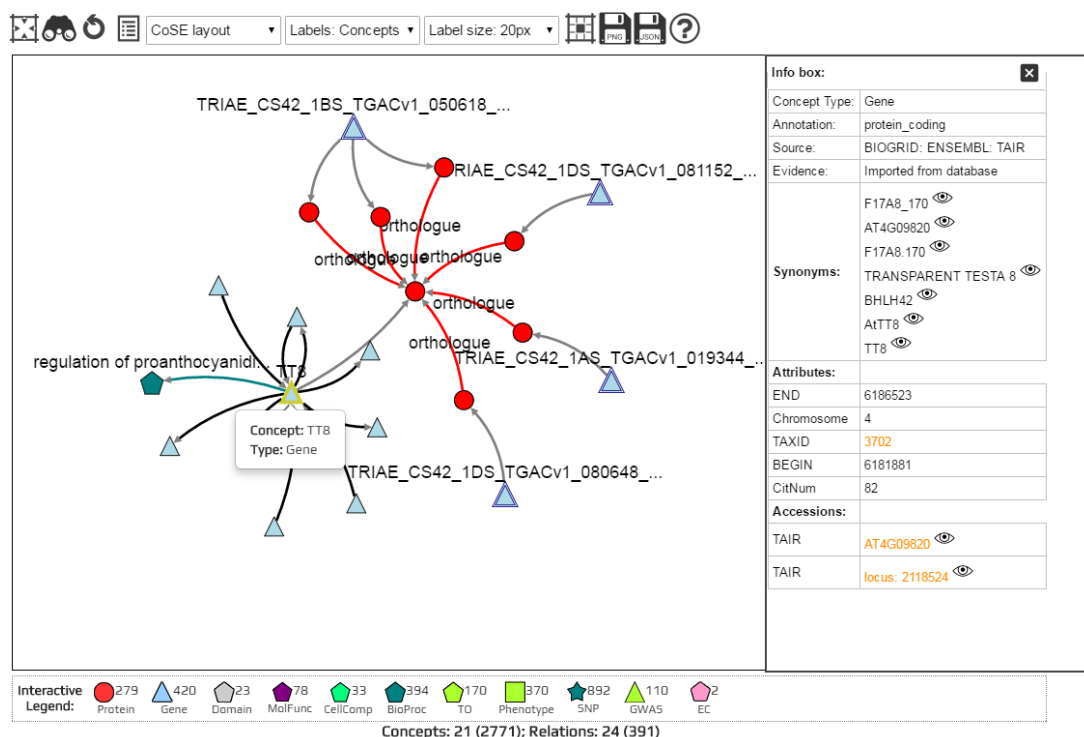 CoSE layout
Labels: Concepts
Label size: 20px
PNG
JSON
?
TRIAE_CS42_1BS_TGACv1_050618_...
RIAE_CS42_1DS_TGACv1_081152_...
orthologue
orthologue
orthologue
orthologue
orthologue
orthologue
TRIAE_CS42_1AS_TGACv1_019344_...
regulation of proanthocyanidi...
TT8
Concept: TT8
Type: Gene
TRIAE_CS42_1DS_TGACv1_080648_...
Info box:
Concept Type: Gene
Annotation: protein_coding
Source: BIOGRID: ENSEMBL: TAIR
Evidence: Imported from database
Synonyms:
F17A8_170
AT4G09820
F17A8.170
TRANSPARENT TESTA 8
BHLH42
AtTT8
TT8
Attributes:
END 6186523
Chromosome 4
TAXID 3702
BEGIN 6181881
CitNum 82
Accessions:
TAIR AT4G09820
TAIR locus: 2118524
Interactive Legend:
279 Protein
420 Gene
23 Domain
78 MolFunc
33 CellComp
394 BioProc
170 TO
370 Phenotype
892 SNP
110 GWAS
2 EC
Concepts: 21 (2771); Relations: 24 (391)